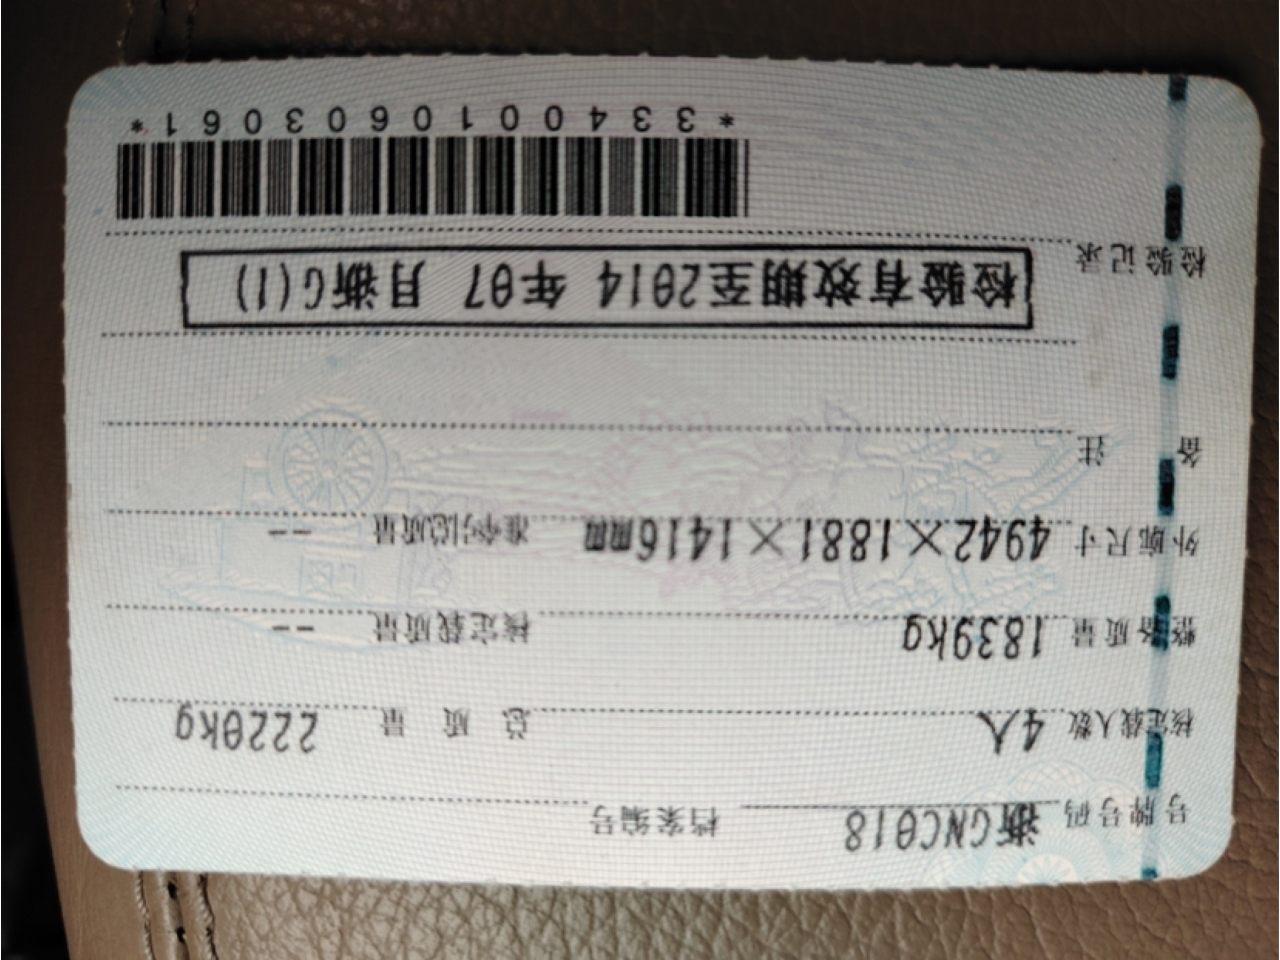 号牌号码 浙GNC018 档案编号
核定载人数 4人 总质量 2220kg
整备质量 1839kg 核定载质量 --
外廓尺寸 4942×1881×1416mm 准牵引总质量 --
备注
检验有效期至2014年07月浙G(1)
检验记录
*3340010603061*